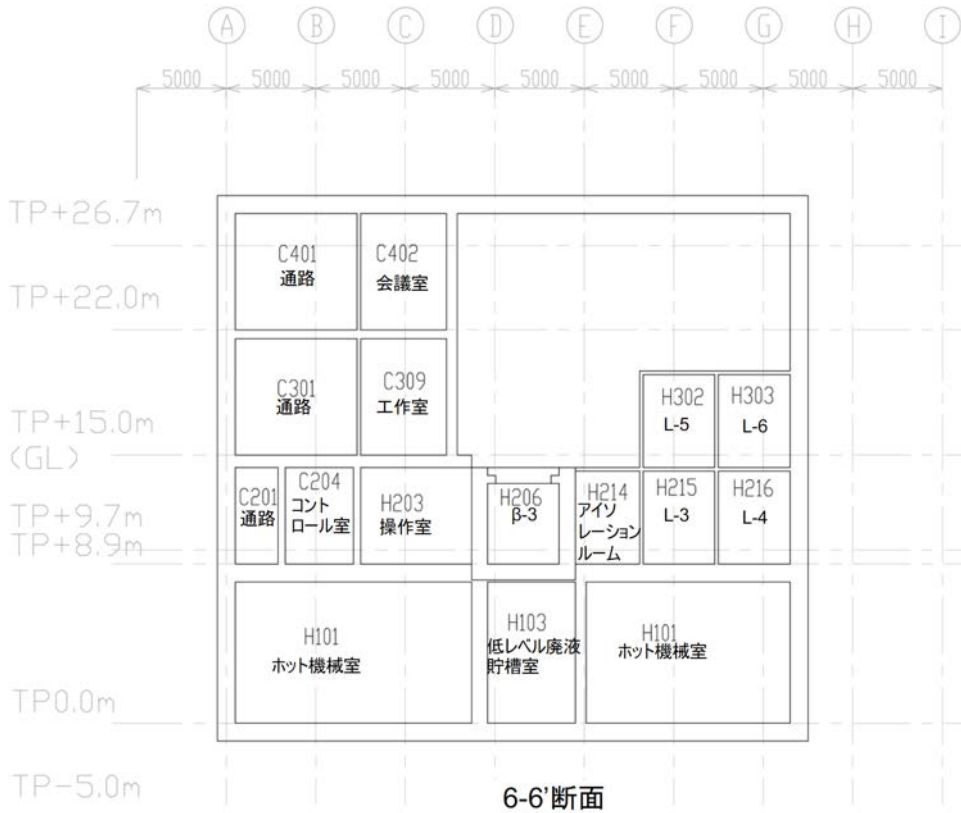 A B C D E F G H I
5000 5000 5000 5000 5000 5000 5000 5000 5000
TP+26.7m
C401
通路
C402
会議室
TP+22.0m
C301
通路
C309
工作室
H302
L-5
H303
L-6
TP+15.0m
(GL)
C201
通路
C204
コント
ロール室
H203
操作室
H206
β-3
H214
アイソ
レーション
ルーム
H215
L-3
H216
L-4
TP+9.7m
TP+8.9m
H101
ホット機械室
H103
低レベル廃液
貯槽室
H101
ホット機械室
TP0.0m
TP-5.0m
6-6'断面